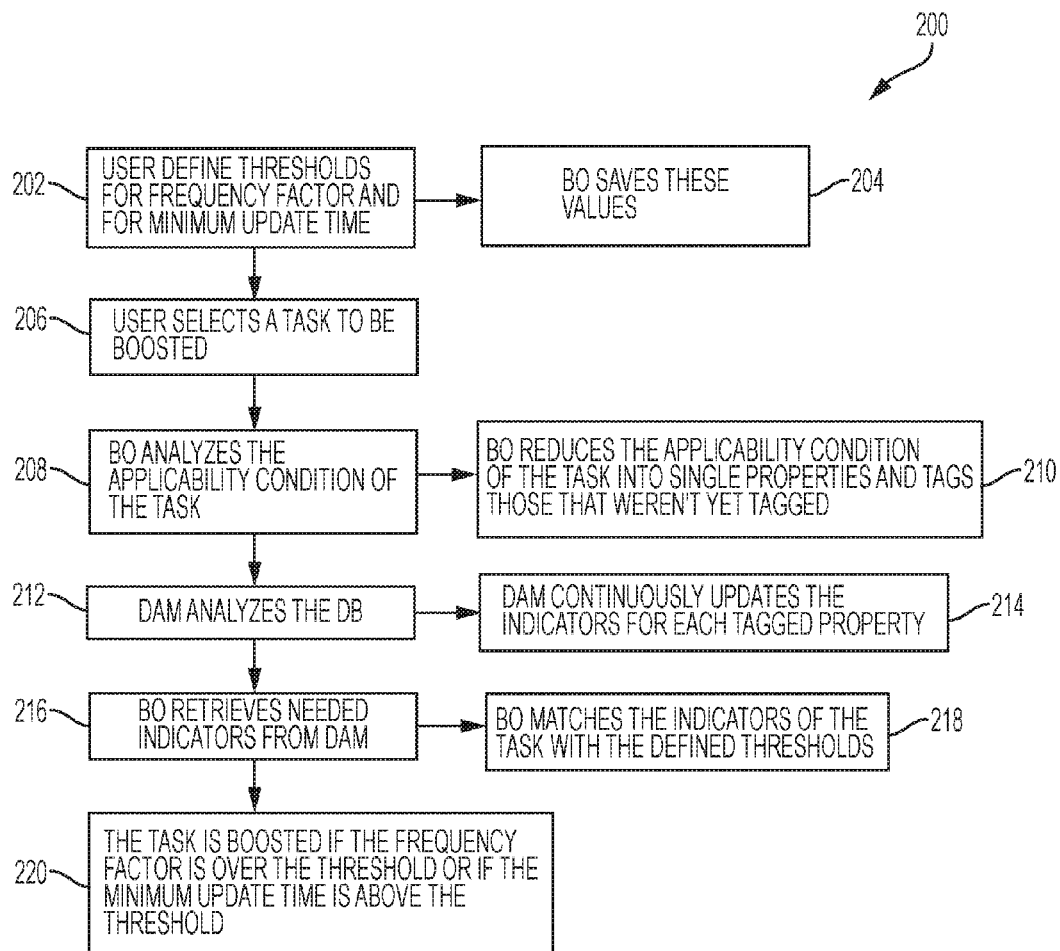 200
202
USER DEFINE THRESHOLDS
FOR FREQUENCY FACTOR AND
FOR MINIMUM UPDATE TIME
BO SAVES THESE
VALUES
204
206
USER SELECTS A TASK TO BE
BOOSTED
208
BO ANALYZES THE
APPLICABILITY CONDITION OF
THE TASK
BO REDUCES THE APPLICABILITY CONDITION
OF THE TASK INTO SINGLE PROPERTIES AND TAGS
THOSE THAT WEREN'T YET TAGGED
210
212
DAM ANALYZES THE DB
DAM CONTINUOUSLY UPDATES THE
INDICATORS FOR EACH TAGGED PROPERTY
214
216
BO RETRIEVES NEEDED
INDICATORS FROM DAM
BO MATCHES THE INDICATORS OF THE
TASK WITH THE DEFINED THRESHOLDS
218
220
THE TASK IS BOOSTED IF THE FREQUENCY
FACTOR IS OVER THE THRESHOLD OR IF THE
MINIMUM UPDATE TIME IS ABOVE THE
THRESHOLD